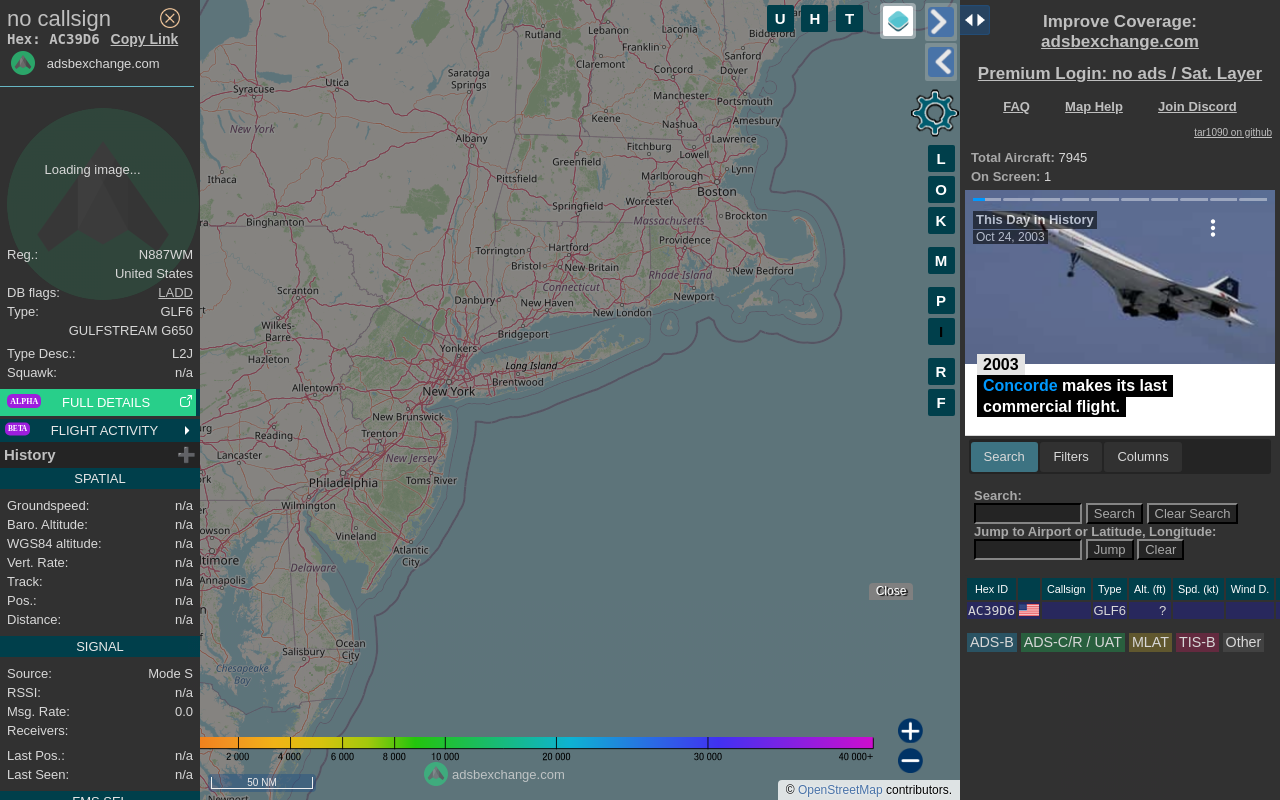 no callsign
Hex: AC39D6 Copy Link
adsbexchange.com
Loading image...
Reg.: N887WM
United States
DB flags: LADD
Type: GLF6
GULFSTREAM G650
Type Desc.: L2J
Squawk: n/a
ALPHA FULL DETAILS
BETA FLIGHT ACTIVITY
History
SPATIAL
Groundspeed: n/a
Baro. Altitude: n/a
WGS84 altitude: n/a
Vert. Rate: n/a
Track: n/a
Pos.: n/a
Distance: n/a
SIGNAL
Source: Mode S
RSSI: n/a
Msg. Rate: 0.0
Receivers:
Last Pos.: n/a
Last Seen: n/a
FMS SEL
U H T
L
O
K
M
P
I
R
F
Rutland
Lebanon
Laconia
Franklin
Biddeford
Claremont
Sanford
Concord
Dover
Utica
Syracuse
Saratoga
Springs
Manchester
Portsmouth
Keene
Nashua
Amesbury
New York
Albany
Fitchburg
Lawrence
Greenfield
Lowell
Lynn
Ithaca
Pittsfield
Marlborough
Boston
Worcester
Springfield
Binghamton
Massachusetts
Brockton
Torrington
Hartford
Providence
Bristol
New Britain
Rhode Island
New Bedford
Connecticut
Scranton
Danbury
New Haven
Newport
New London
Wilkes-
Barre
Bridgeport
Yonkers
Hazleton
Long Island
Brentwood
Allentown
New York
New Brunswick
Reading
Trenton
Lancaster
New Jersey
Toms River
Philadelphia
Wilmington
Vineland
Atlantic
City
Delaware
Annapolis
Ocean
City
Salisbury
Chesapeake
Bay
Close
2 000 4 000 6 000 8 000 10 000 20 000 30 000 40 000+
50 NM
adsbexchange.com
© OpenStreetMap contributors.
Improve Coverage:
adsbexchange.com
Premium Login: no ads / Sat. Layer
FAQ Map Help Join Discord
tar1090 on github
Total Aircraft: 7945
On Screen: 1
This Day in History
Oct 24, 2003
2003
Concorde makes its last
commercial flight.
Search Filters Columns
Search:
Search Clear Search
Jump to Airport or Latitude, Longitude:
Jump Clear
Hex ID Callsign Type Alt. (ft) Spd. (kt) Wind D.
AC39D6 GLF6 ?
ADS-B ADS-C/R / UAT MLAT TIS-B Other